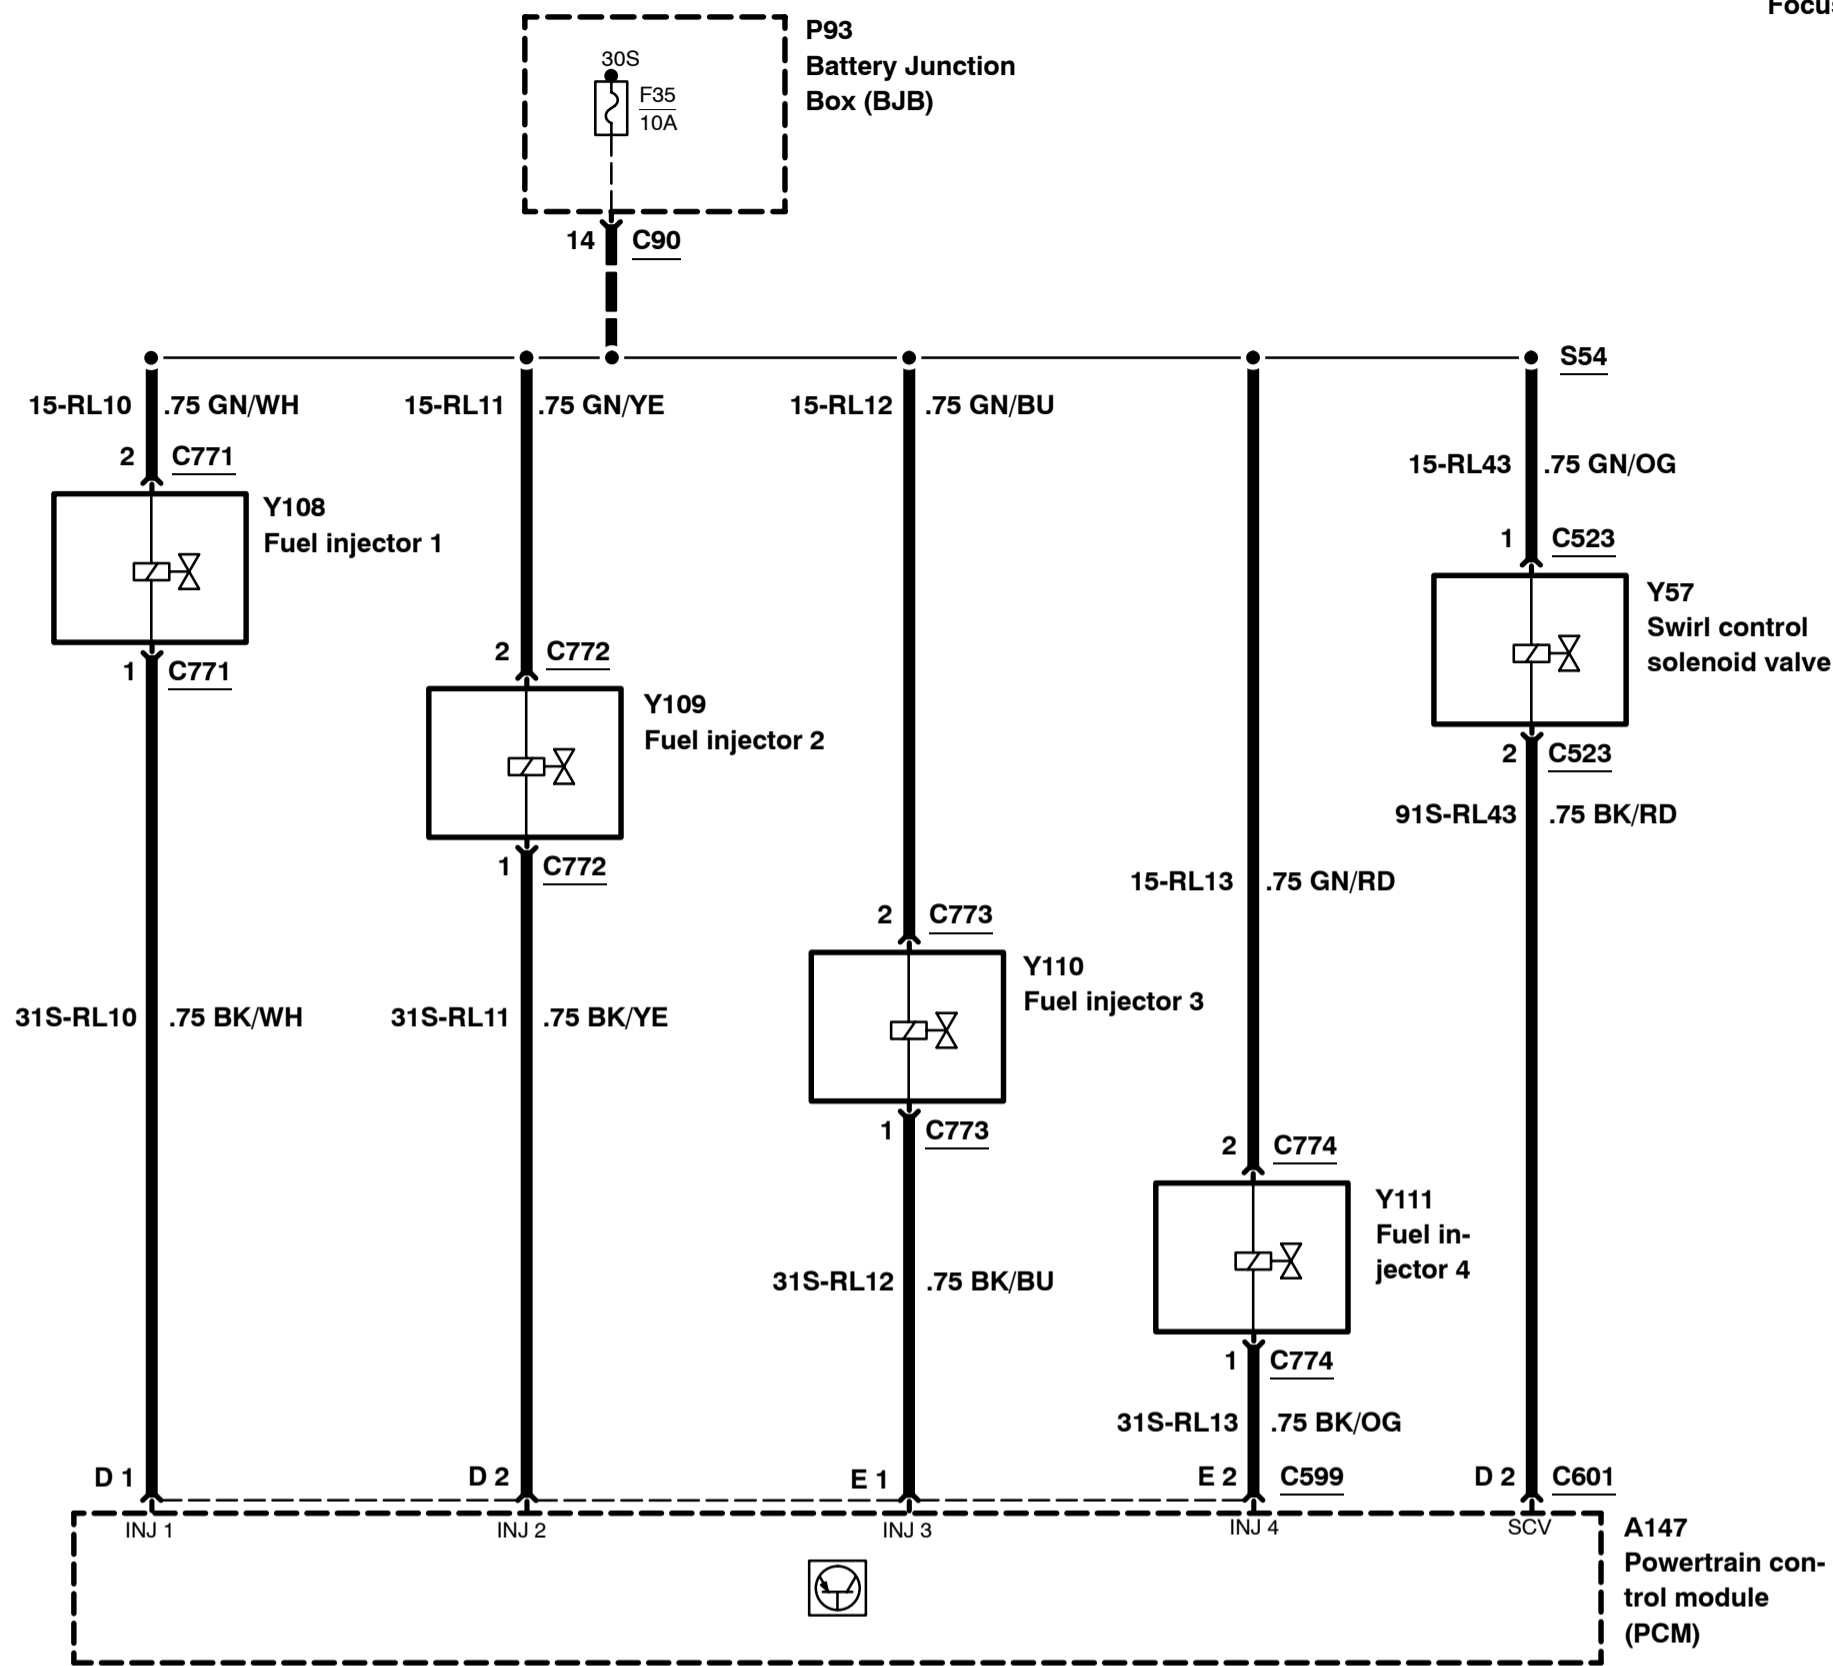 Focus
P93
Battery Junction
Box (BJB)
30S
F35
10A
14 C90
S54
15-RL10 .75 GN/WH
15-RL11 .75 GN/YE
15-RL12 .75 GN/BU
15-RL43 .75 GN/OG
2 C771
Y108
Fuel injector 1
1 C771
1 C523
Y57
Swirl control
solenoid valve
2 C523
91S-RL43 .75 BK/RD
2 C772
Y109
Fuel injector 2
1 C772
15-RL13 .75 GN/RD
2 C773
Y110
Fuel injector 3
1 C773
31S-RL10 .75 BK/WH
31S-RL11 .75 BK/YE
2 C774
Y111
Fuel in-
jector 4
1 C774
31S-RL12 .75 BK/BU
31S-RL13 .75 BK/OG
D 1
D 2
E 1
E 2 C599
D 2 C601
INJ 1
INJ 2
INJ 3
INJ 4
SCV
A147
Powertrain con-
trol module
(PCM)